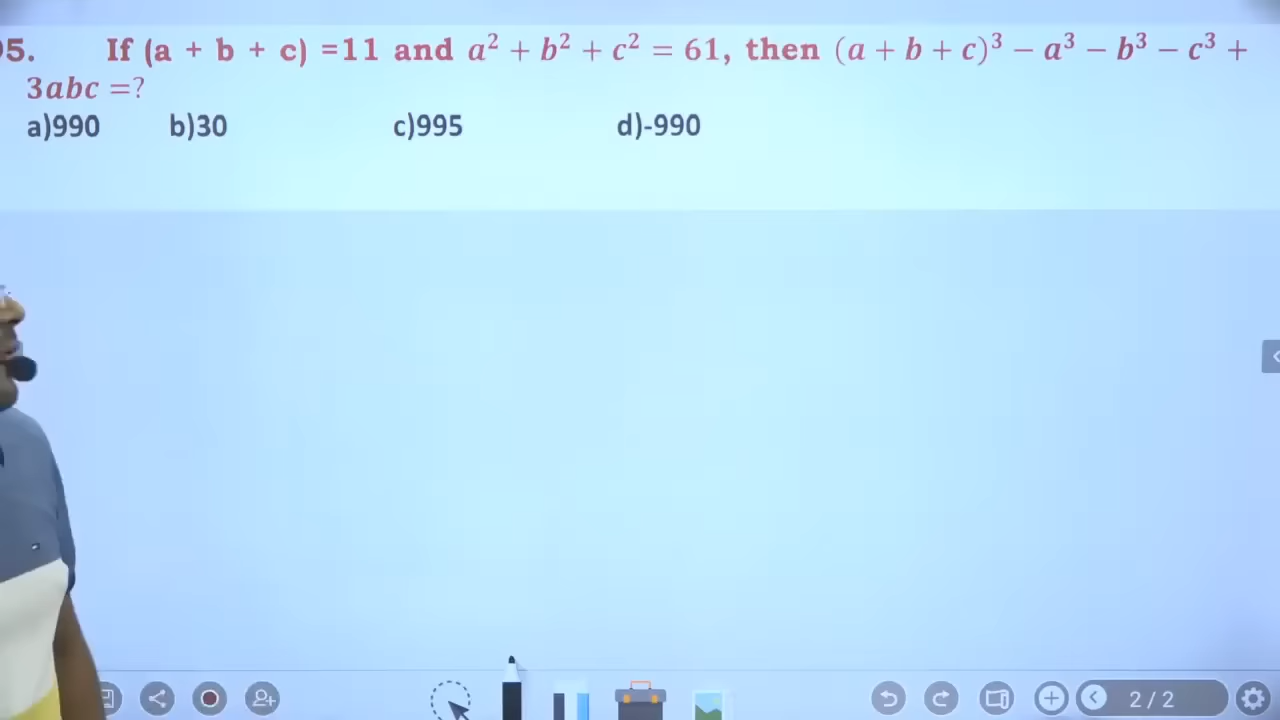 5. If (a + b + c) =11 and a² + b² + c² = 61, then (a + b + c)³ − a³ − b³ − c³ +
3abc =?
a)990 b)30 c)995 d)-990
2 / 2